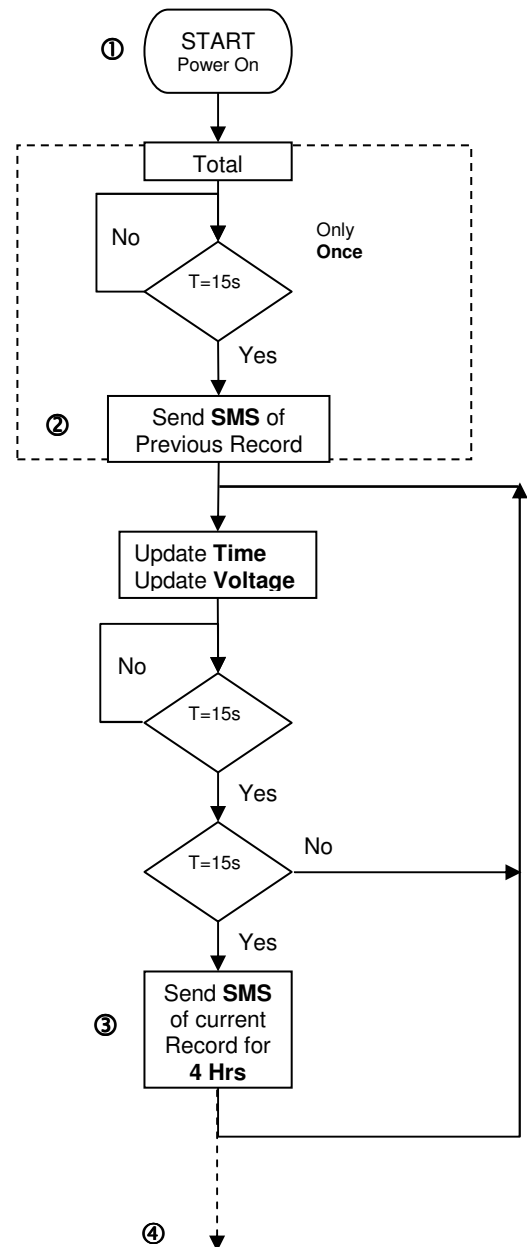 ①
START
Power On
Total
No
Only
Once
T=15s
Yes
②
Send SMS of
Previous Record
Update Time
Update Voltage
No
T=15s
Yes
T=15s
No
Yes
③
Send SMS
of current
Record for
4 Hrs
④